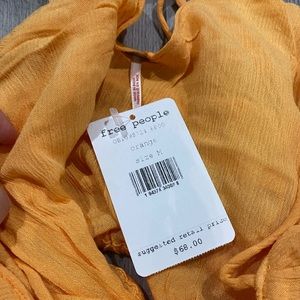 free people
orange
size M
suggested retail price
$68.00